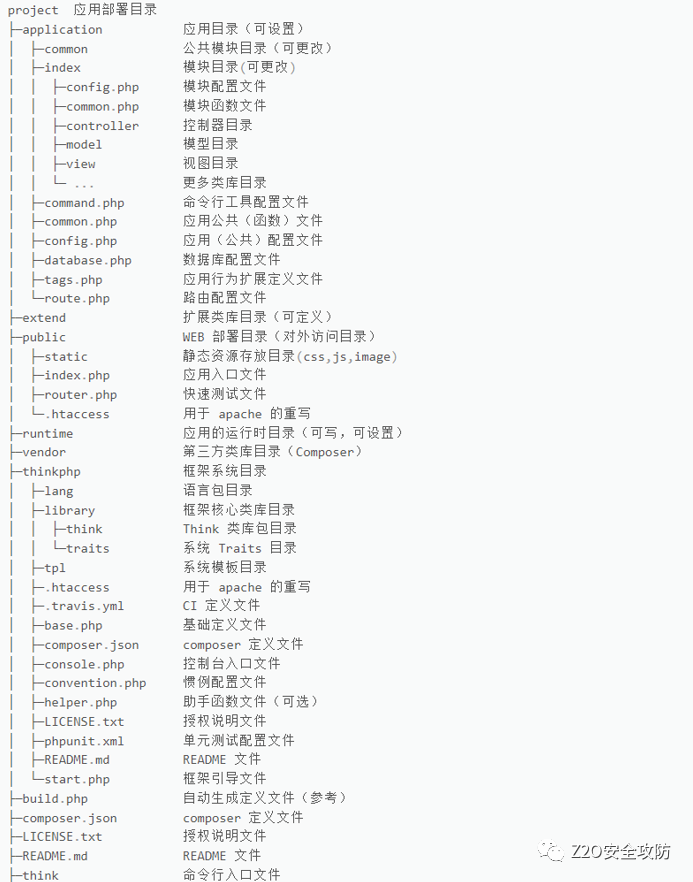 project 应用部署目录
├─application 应用目录（可设置）
│ ├─common 公共模块目录（可更改）
│ ├─index 模块目录(可更改)
│ │ ├─config.php 模块配置文件
│ │ ├─common.php 模块函数文件
│ │ ├─controller 控制器目录
│ │ ├─model 模型目录
│ │ ├─view 视图目录
│ │ └─ ... 更多类库目录
│ ├─command.php 命令行工具配置文件
│ ├─common.php 应用公共（函数）文件
│ ├─config.php 应用（公共）配置文件
│ ├─database.php 数据库配置文件
│ ├─tags.php 应用行为扩展定义文件
│ └─route.php 路由配置文件
├─extend 扩展类库目录（可定义）
├─public WEB 部署目录（对外访问目录）
│ ├─static 静态资源存放目录(css,js,image)
│ ├─index.php 应用入口文件
│ ├─router.php 快速测试文件
│ └─.htaccess 用于 apache 的重写
├─runtime 应用的运行时目录（可写，可设置）
├─vendor 第三方类库目录（Composer）
├─thinkphp 框架系统目录
│ ├─lang 语言包目录
│ ├─library 框架核心类库目录
│ │ ├─think Think 类库包目录
│ │ └─traits 系统 Traits 目录
│ ├─tpl 系统模板目录
│ ├─.htaccess 用于 apache 的重写
│ ├─.travis.yml CI 定义文件
│ ├─base.php 基础定义文件
│ ├─composer.json composer 定义文件
│ ├─console.php 控制台入口文件
│ ├─convention.php 惯例配置文件
│ ├─helper.php 助手函数文件（可选）
│ ├─LICENSE.txt 授权说明文件
│ ├─phpunit.xml 单元测试配置文件
│ ├─README.md README 文件
│ └─start.php 框架引导文件
├─build.php 自动生成定义文件（参考）
├─composer.json composer 定义文件
├─LICENSE.txt 授权说明文件
├─README.md README 文件
├─think 命令行入口文件
Z2O安全攻防